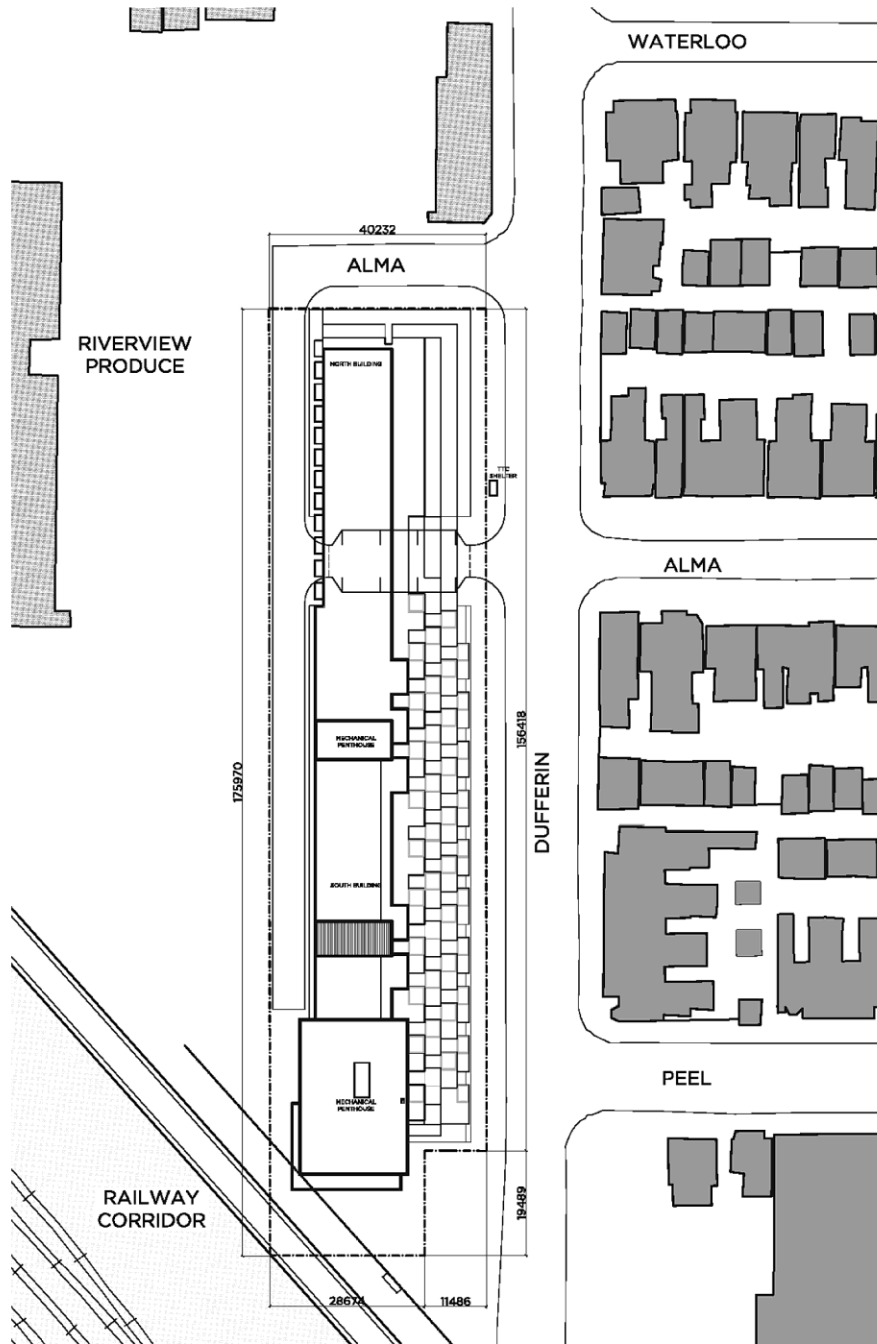 WATERLOO
40232
ALMA
RIVERVIEW
PRODUCE
NORTH BUILDING
TTC
SHELTER
ALMA
MECHANICAL
PENTHOUSE
156418
175970
DUFFERIN
SOUTH BUILDING
PEEL
MECHANICAL
PENTHOUSE
RAILWAY
CORRIDOR
19489
28674
11486